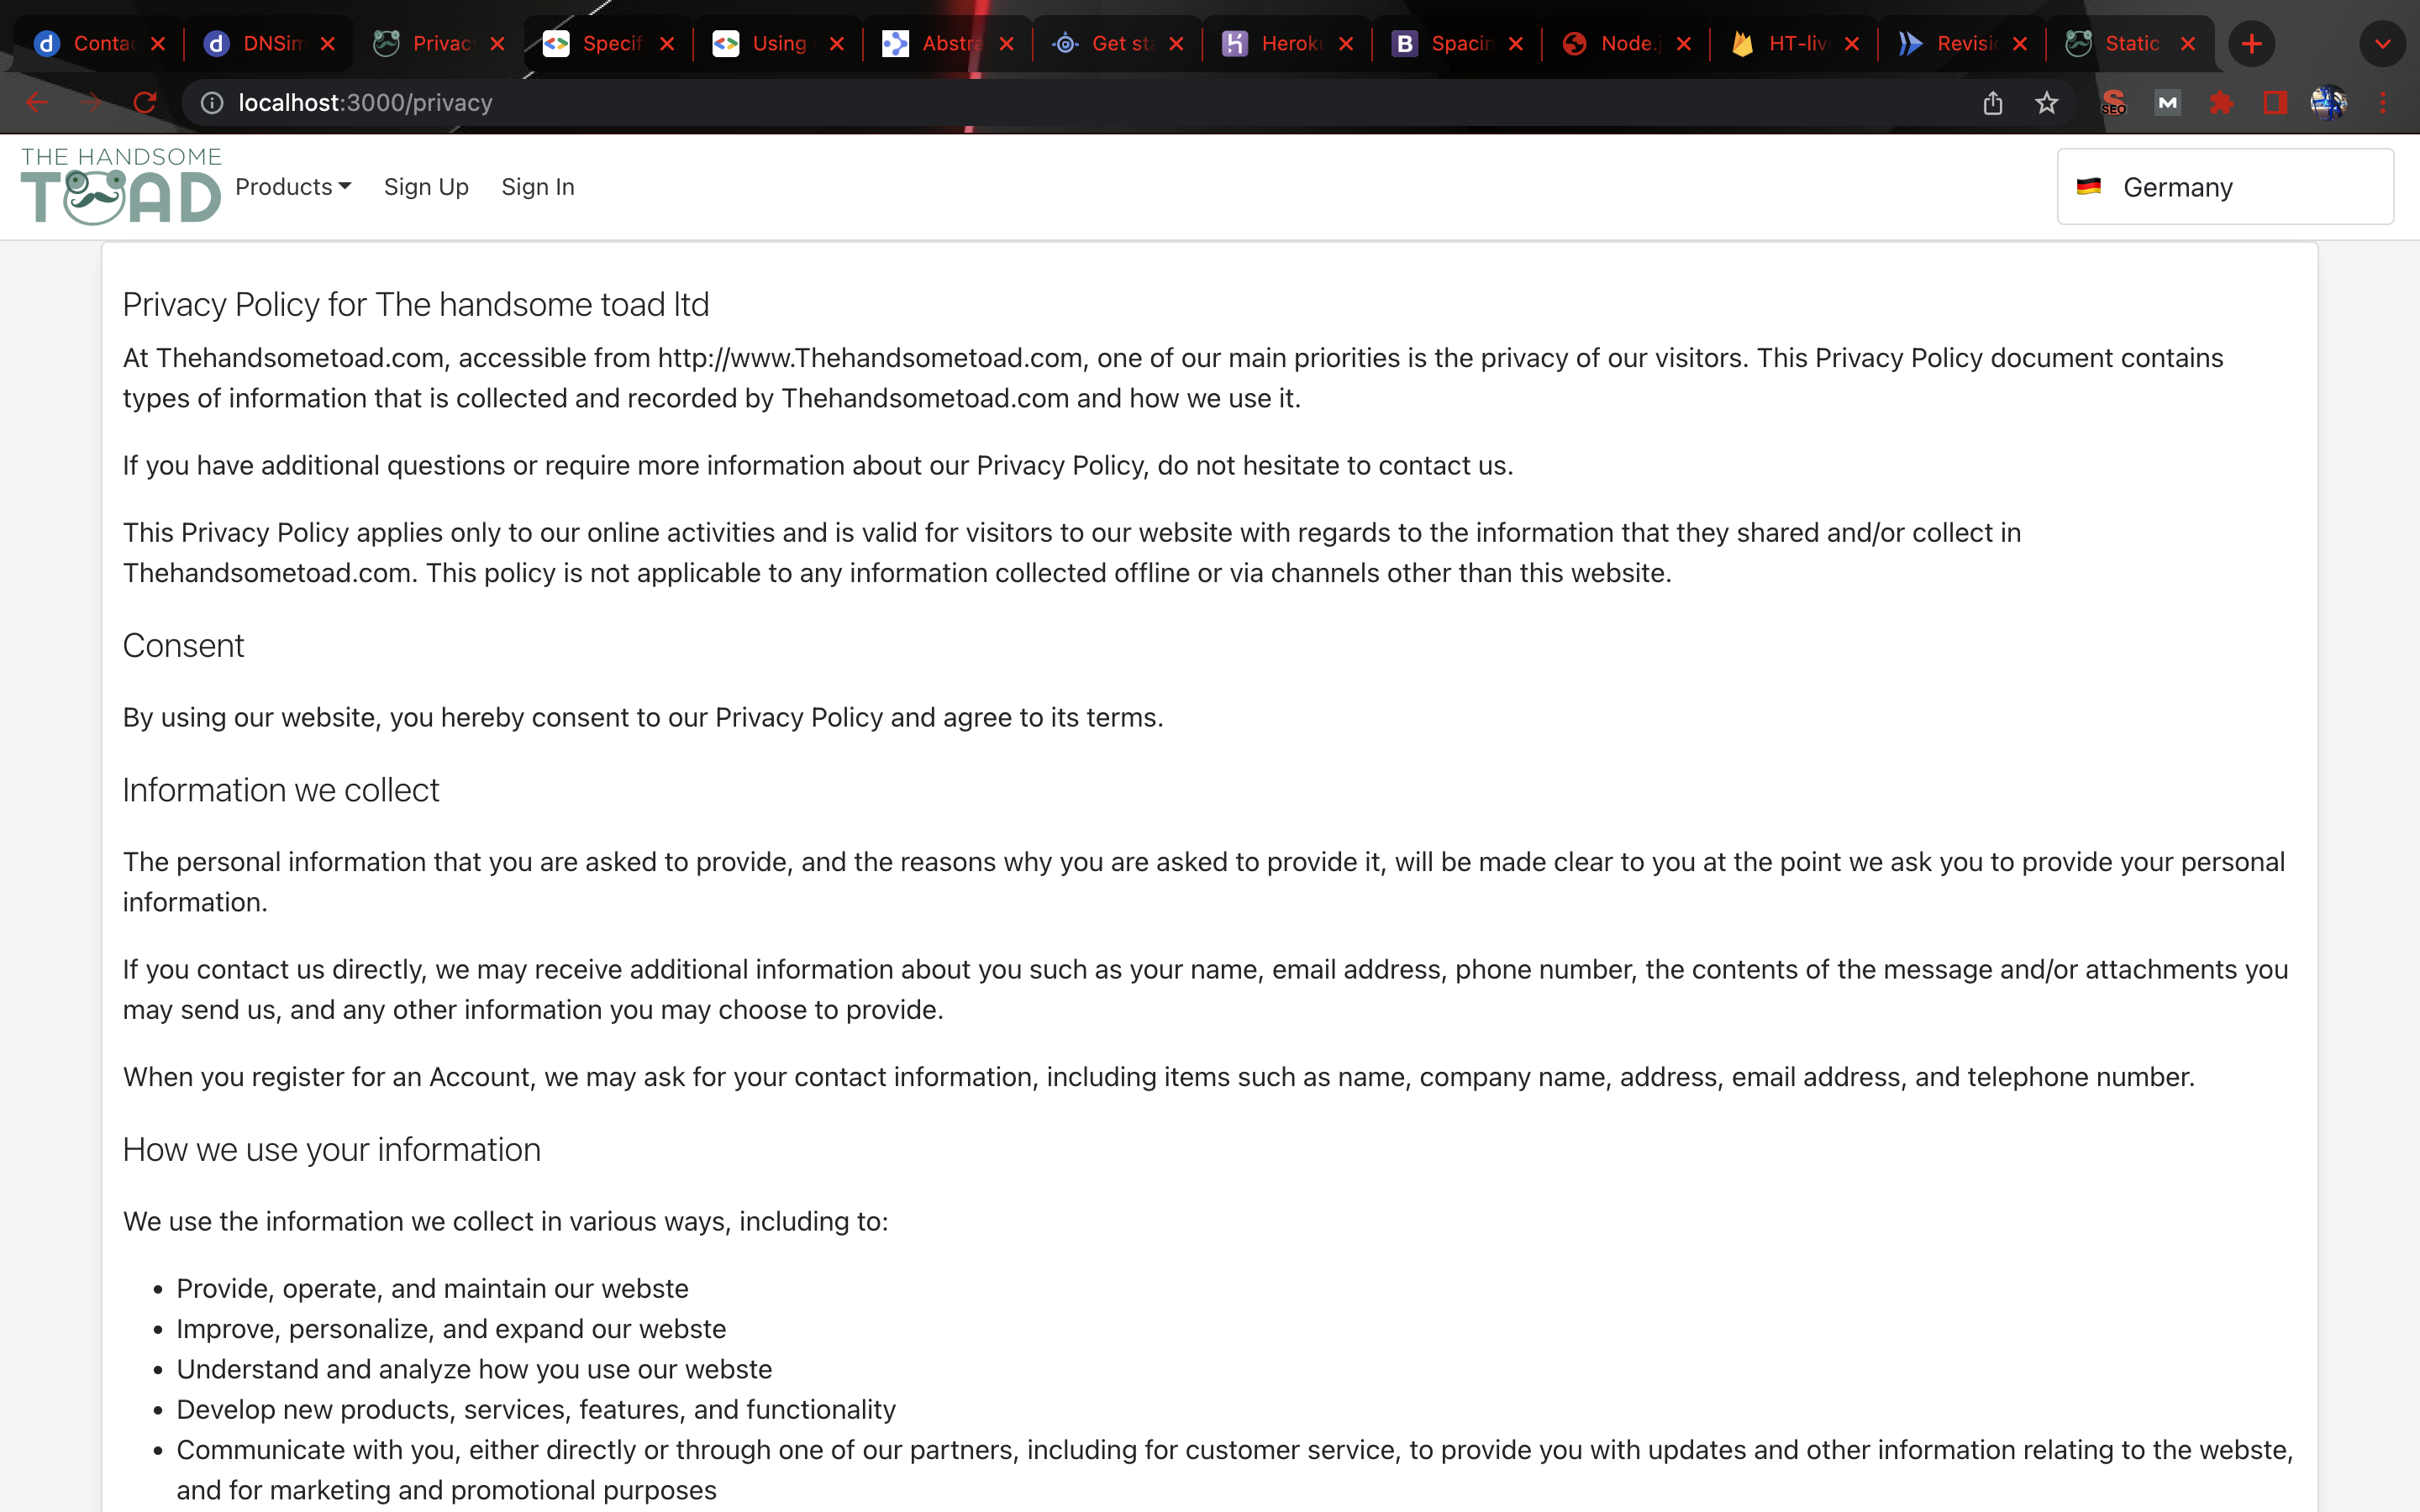 Conta
DNSim
Privac
Specif
Using
Abstra
Get sta
Heroku
Spacin
Node.j
HT-liv
Revisio
Static
localhost:3000/privacy
SEO
THE HANDSOME
TOAD
Products
Sign Up
Sign In
Germany
Privacy Policy for The handsome toad ltd
At Thehandsometoad.com, accessible from http://www.Thehandsometoad.com, one of our main priorities is the privacy of our visitors. This Privacy Policy document contains
types of information that is collected and recorded by Thehandsometoad.com and how we use it.
If you have additional questions or require more information about our Privacy Policy, do not hesitate to contact us.
This Privacy Policy applies only to our online activities and is valid for visitors to our website with regards to the information that they shared and/or collect in
Thehandsometoad.com. This policy is not applicable to any information collected offline or via channels other than this website.
Consent
By using our website, you hereby consent to our Privacy Policy and agree to its terms.
Information we collect
The personal information that you are asked to provide, and the reasons why you are asked to provide it, will be made clear to you at the point we ask you to provide your personal
information.
If you contact us directly, we may receive additional information about you such as your name, email address, phone number, the contents of the message and/or attachments you
may send us, and any other information you may choose to provide.
When you register for an Account, we may ask for your contact information, including items such as name, company name, address, email address, and telephone number.
How we use your information
We use the information we collect in various ways, including to:
• Provide, operate, and maintain our webste
• Improve, personalize, and expand our webste
• Understand and analyze how you use our webste
• Develop new products, services, features, and functionality
• Communicate with you, either directly or through one of our partners, including for customer service, to provide you with updates and other information relating to the webste,
and for marketing and promotional purposes